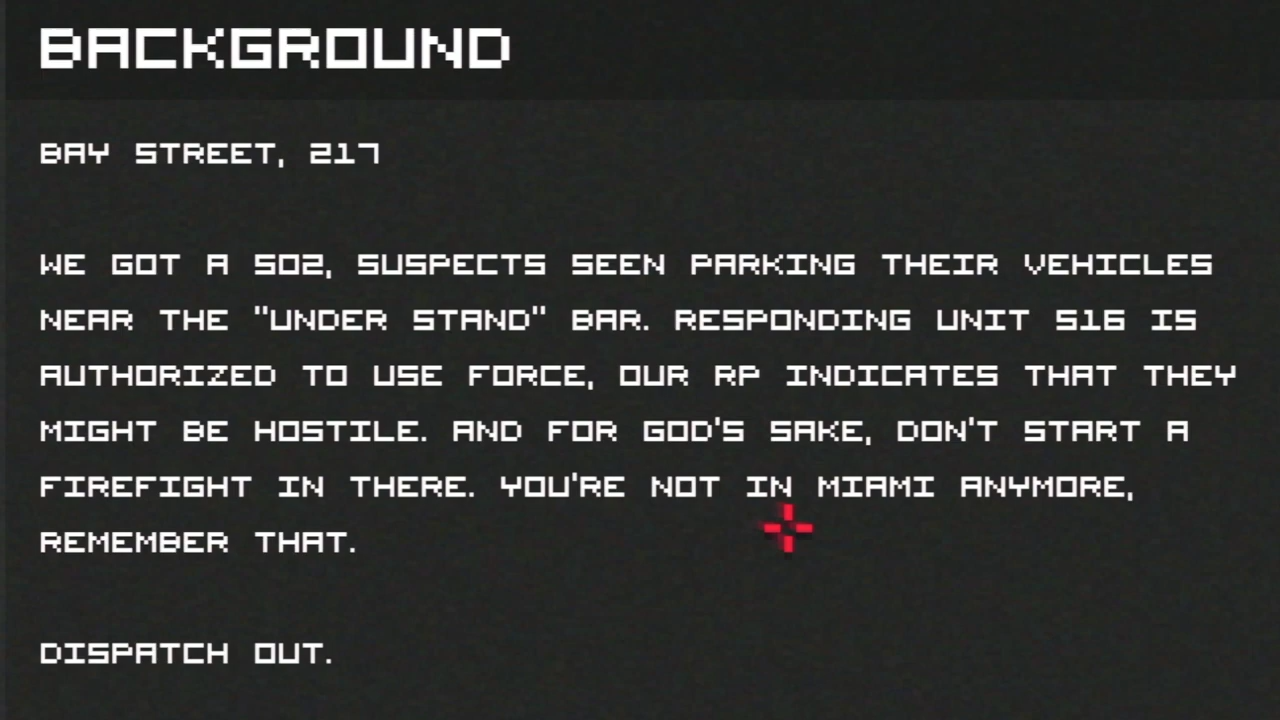 BACKGROUND
BAY STREET, 217
WE GOT A 502, SUSPECTS SEEN PARKING THEIR VEHICLES
NEAR THE "UNDER STAND" BAR. RESPONDING UNIT 516 IS
AUTHORIZED TO USE FORCE, OUR RP INDICATES THAT THEY
MIGHT BE HOSTILE. AND FOR GOD'S SAKE, DON'T START A
FIREFIGHT IN THERE. YOU'RE NOT IN MIAMI ANYMORE,
REMEMBER THAT.
DISPATCH OUT.